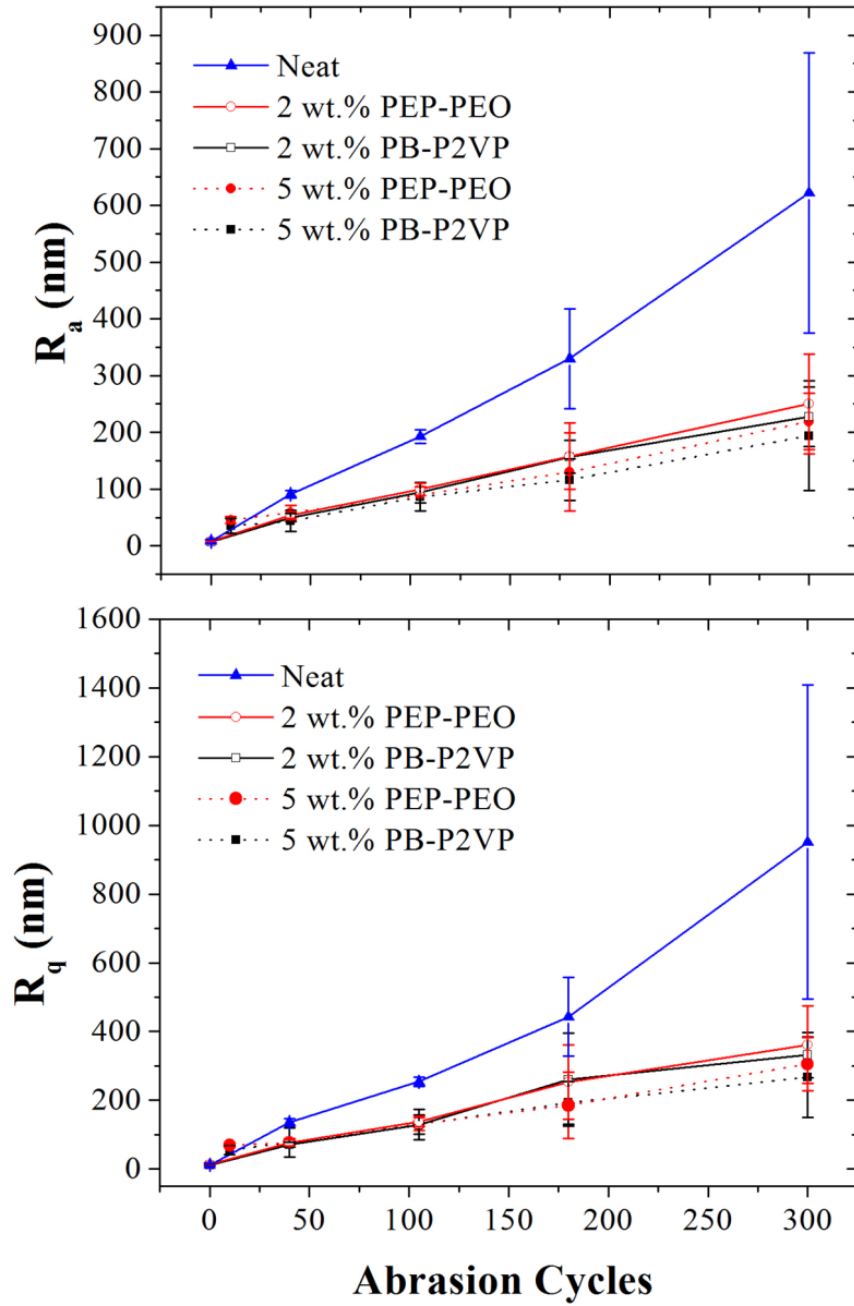 900
800
700
600
500
400
300
200
100
0
R_a (nm)
Neat
2 wt.% PEP-PEO
2 wt.% PB-P2VP
5 wt.% PEP-PEO
5 wt.% PB-P2VP
1600
1400
1200
1000
800
600
400
200
0
R_q (nm)
Neat
2 wt.% PEP-PEO
2 wt.% PB-P2VP
5 wt.% PEP-PEO
5 wt.% PB-P2VP
0 50 100 150 200 250 300
Abrasion Cycles